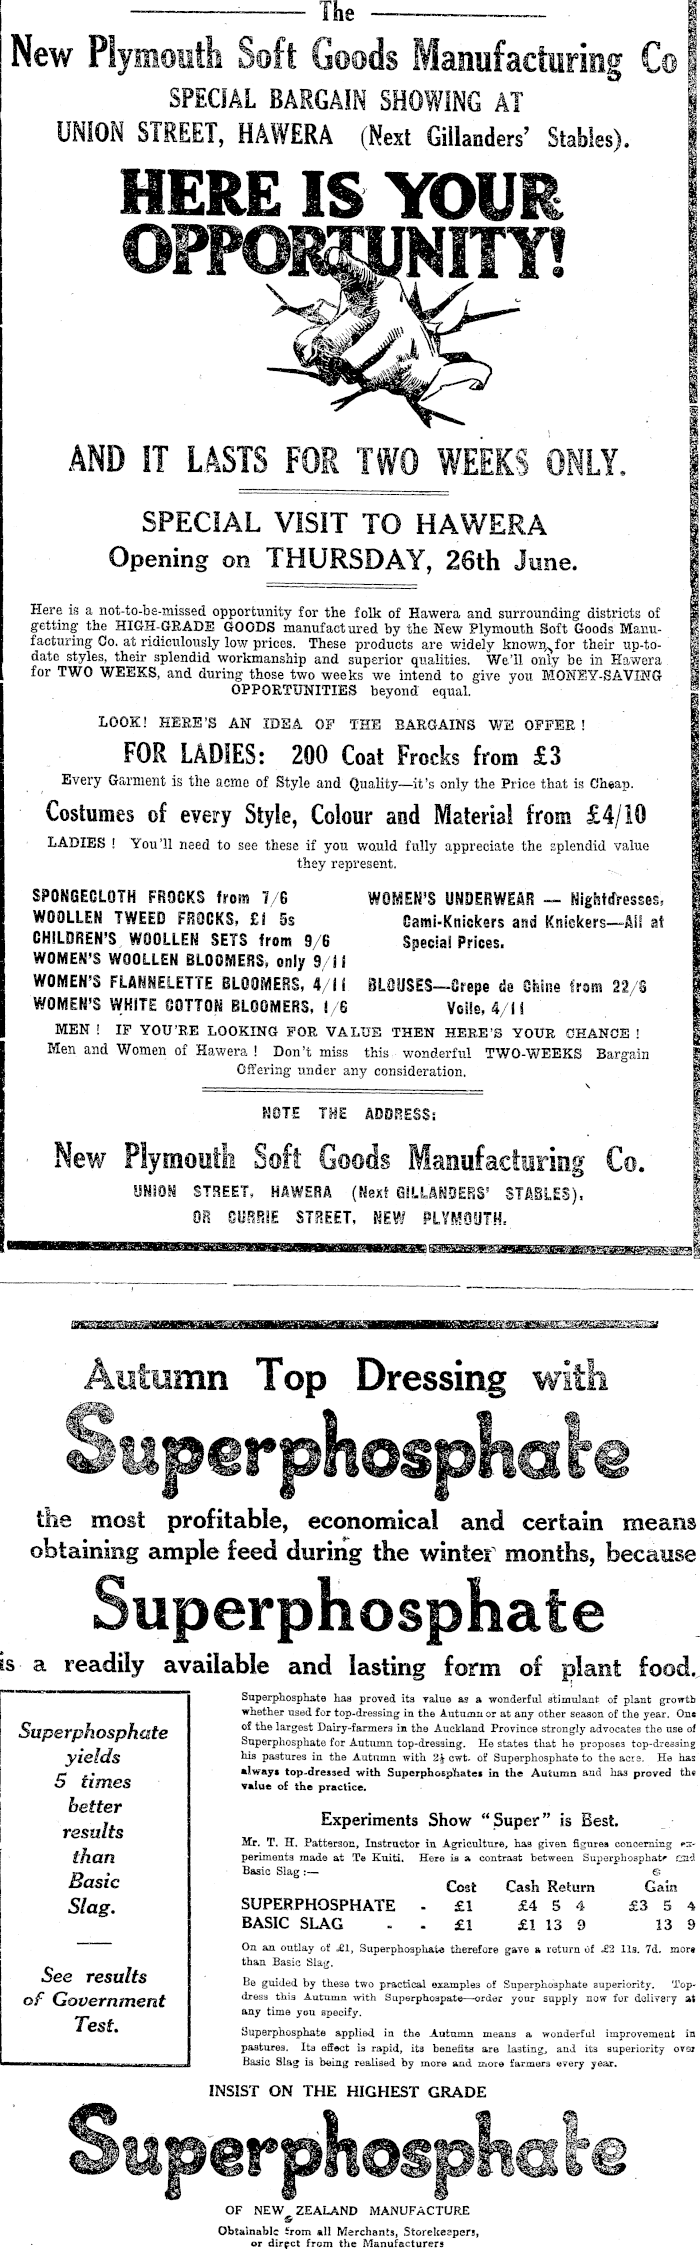 The
New Plymouth Soft Goods Manufacturing Co
SPECIAL BARGAIN SHOWING AT
UNION STREET, HAWERA (Next Gillanders' Stables).
HERE IS YOUR
OPPORTUNITY!
AND IT LASTS FOR TWO WEEKS ONLY.
SPECIAL VISIT TO HAWERA
Opening on THURSDAY, 26th June.
Here is a not-to-be-missed opportunity for the folk of Hawera and surrounding districts of
getting the HIGH-GRADE GOODS manufactured by the New Plymouth Soft Goods Manu-
facturing Co. at ridiculously low prices. These products are widely known for their up-to-
date styles, their splendid workmanship and superior qualities. We'll only be in Hawera
for TWO WEEKS, and during those two weeks we intend to give you MONEY-SAVING
OPPORTUNITIES beyond equal.
LOOK! HERE'S AN IDEA OF THE BARGAINS WE OFFER!
FOR LADIES: 200 Coat Frocks from £3
Every Garment is the acme of Style and Quality—it's only the Price that is Cheap.
Costumes of every Style, Colour and Material from £4/10
LADIES! You'll need to see these if you would fully appreciate the splendid value
they represent.
SPONGECLOTH FROCKS from 7/6
WOOLLEN TWEED FROCKS, £1 5s
CHILDREN'S WOOLLEN SETS from 9/6
WOMEN'S WOOLLEN BLOOMERS, only 9/11
WOMEN'S FLANNELETTE BLOOMERS, 4/11
WOMEN'S WHITE COTTON BLOOMERS, 1/6
WOMEN'S UNDERWEAR — Nightdresses,
Cami-Knickers and Knickers—All at
Special Prices.
BLOUSES—Crepe de Chine from 22/6
Voile, 4/11
MEN! IF YOU'RE LOOKING FOR VALUE THEN HERE'S YOUR CHANCE!
Men and Women of Hawera! Don't miss this wonderful TWO-WEEKS Bargain
Offering under any consideration.
NOTE THE ADDRESS:
New Plymouth Soft Goods Manufacturing Co.
UNION STREET, HAWERA (Next GILLANDERS' STABLES),
OR CURRIE STREET, NEW PLYMOUTH.
Autumn Top Dressing with
Superphosphate
the most profitable, economical and certain means
obtaining ample feed during the winter months, because
Superphosphate
is a readily available and lasting form of plant food.
Superphosphate
yields
5 times
better
results
than
Basic
Slag.
See results
of Government
Test.
Superphosphate has proved its value as a wonderful stimulant of plant growth
whether used for top-dressing in the Autumn or at any other season of the year. One
of the largest Dairy-farmers in the Auckland Province strongly advocates the use of
Superphosphate for Autumn top-dressing. He states that he proposes top-dressing
his pastures in the Autumn with 2½ cwt. of Superphosphate to the acre. He has
always top-dressed with Superphosphates in the Autumn and has proved the
value of the practice.
Experiments Show "Super" is Best.
Mr. T. H. Patterson, Instructor in Agriculture, has given figures concerning ex-
periments made at Te Kuiti. Here is a contrast between Superphosphate and
Basic Slag:—
Cost Cash Return Gain
SUPERPHOSPHATE - £1 £4 5 4 £3 5 4
BASIC SLAG - - £1 £1 13 9 13 9
On an outlay of £1, Superphosphate therefore gave a return of £2 11s. 7d. more
than Basic Slag.
Be guided by these two practical examples of Superphosphate superiority. Top-
dress this Autumn with Superphospate—order your supply now for delivery at
any time you specify.
Superphosphate applied in the Autumn means a wonderful improvement in
pastures. Its effect is rapid, its benefits are lasting, and its superiority over
Basic Slag is being realised by more and more farmers every year.
INSIST ON THE HIGHEST GRADE
Superphosphate
OF NEW ZEALAND MANUFACTURE
Obtainable from all Merchants, Storekeepers,
or direct from the Manufacturers